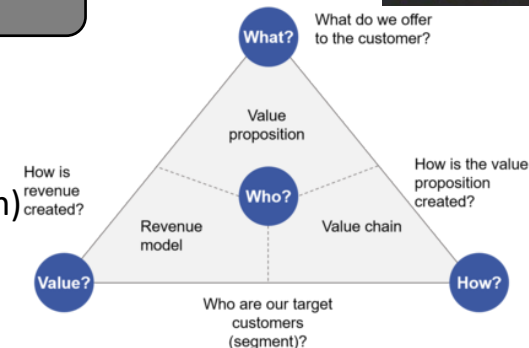 What?
What do we offer
to the customer?
Value
proposition
How is
revenue
created?
n)
Who?
How is the value
proposition
created?
Revenue
model
Value chain
Value?
How?
Who are our target
customers
(segment)?